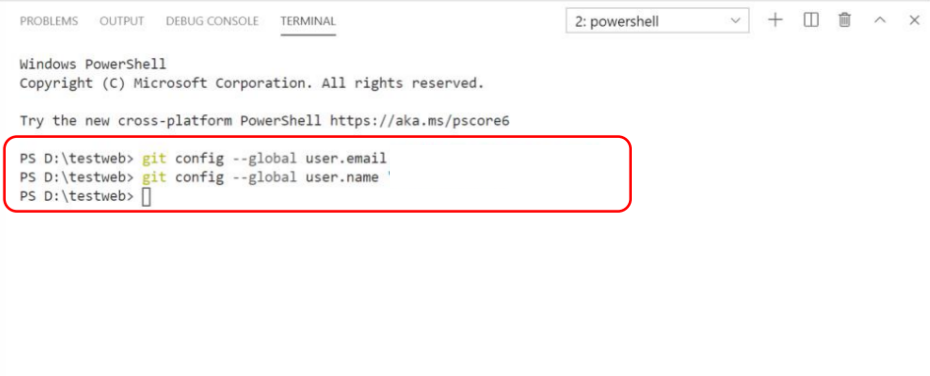 PROBLEMS OUTPUT DEBUG CONSOLE TERMINAL 2: powershell
Windows PowerShell
Copyright (C) Microsoft Corporation. All rights reserved.
Try the new cross-platform PowerShell https://aka.ms/pscore6
PS D:\testweb> git config --global user.email
PS D:\testweb> git config --global user.name '
PS D:\testweb>